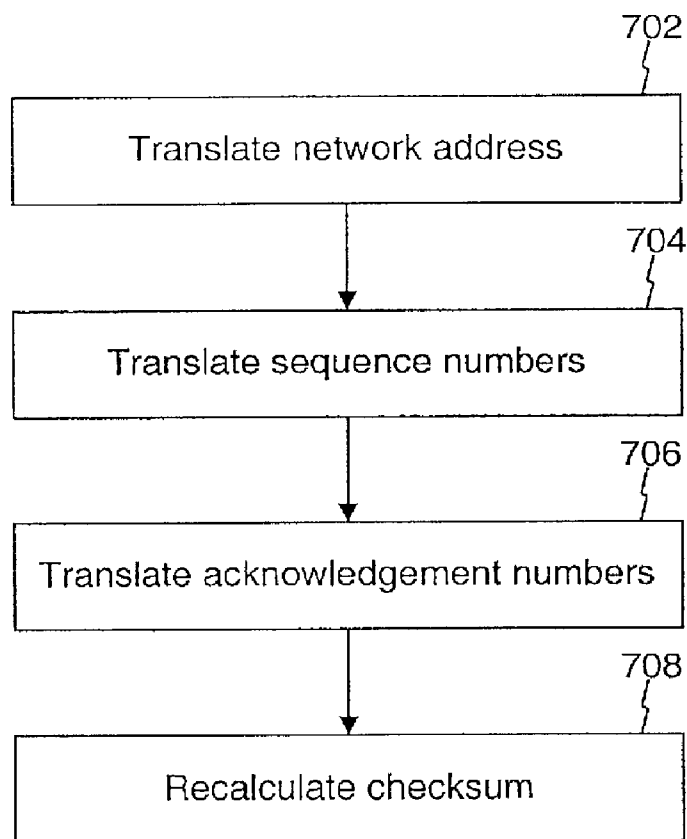 702
Translate network address
704
Translate sequence numbers
706
Translate acknowledgement numbers
708
Recalculate checksum